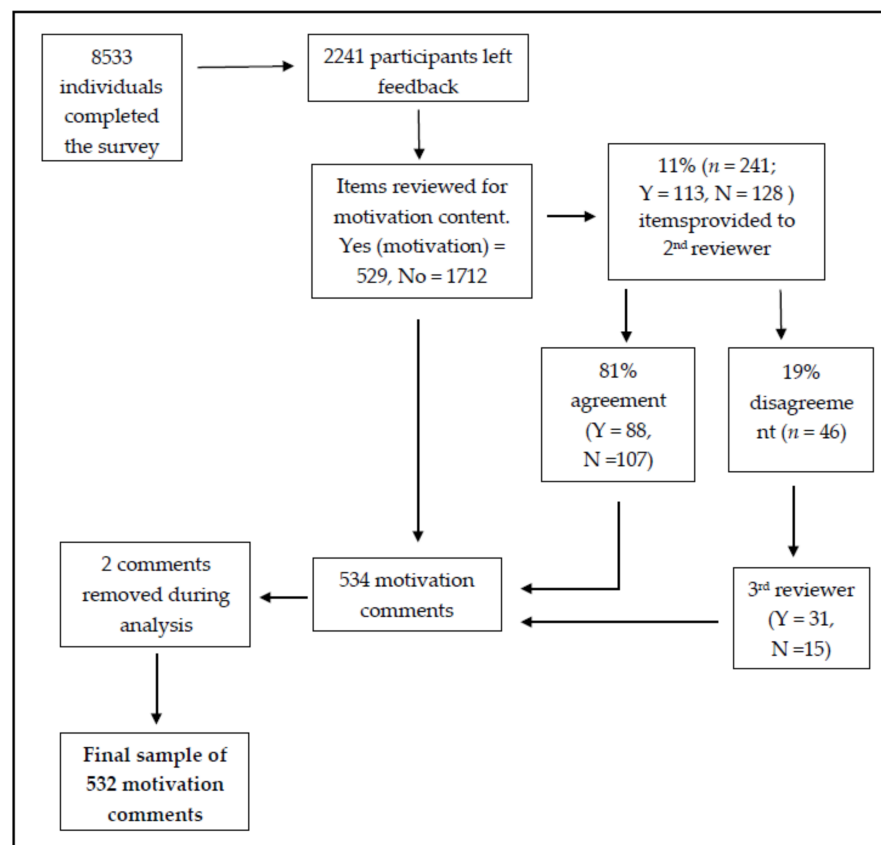 8533
individuals
completed
the survey
2241 participants left
feedback
Items reviewed for
motivation content.
Yes (motivation) =
529, No = 1712
11% (n = 241;
Y = 113, N = 128 )
itemsprovided to
2nd reviewer
81%
agreement
(Y = 88,
N =107)
19%
disagreeme
nt (n = 46)
3rd reviewer
(Y = 31,
N =15)
534 motivation
comments
2 comments
removed during
analysis
Final sample of
532 motivation
comments